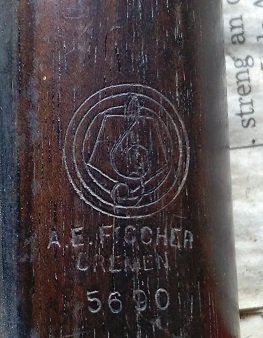 A.E. FISCHER
BREMEN
5690
streng an